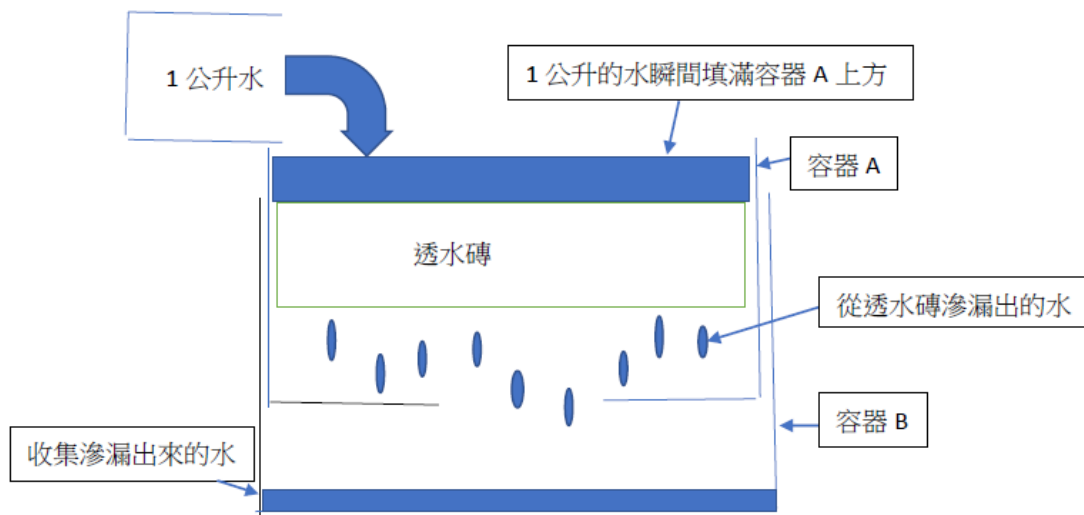 1 公升水
1 公升的水瞬間填滿容器 A 上方
容器 A
透水磚
從透水磚滲漏出的水
容器 B
收集滲漏出來的水